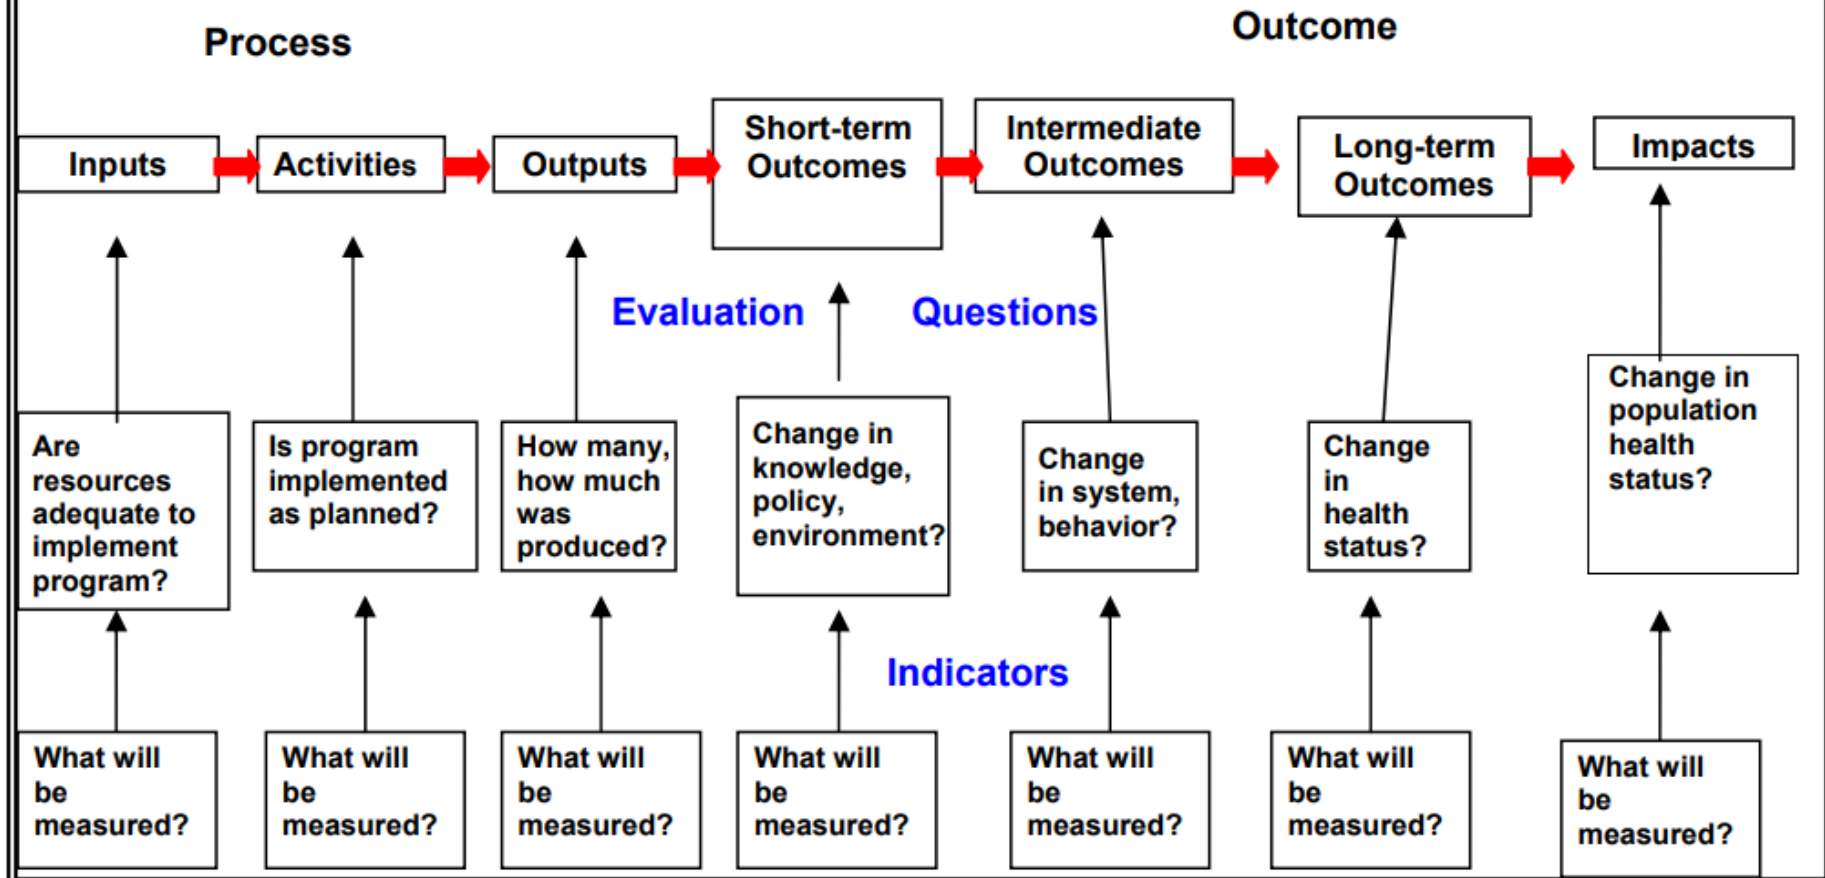 Process
Outcome
Inputs
Activities
Outputs
Short-term
Outcomes
Intermediate
Outcomes
Long-term
Outcomes
Impacts
Evaluation
Questions
Are
resources
adequate to
implement
program?
Is program
implemented
as planned?
How many,
how much
was
produced?
Change in
knowledge,
policy,
environment?
Change
in system,
behavior?
Change
in
health
status?
Change in
population
health
status?
Indicators
What will
be
measured?
What will
be
measured?
What will
be
measured?
What will
be
measured?
What will
be
measured?
What will
be
measured?
What will
be
measured?